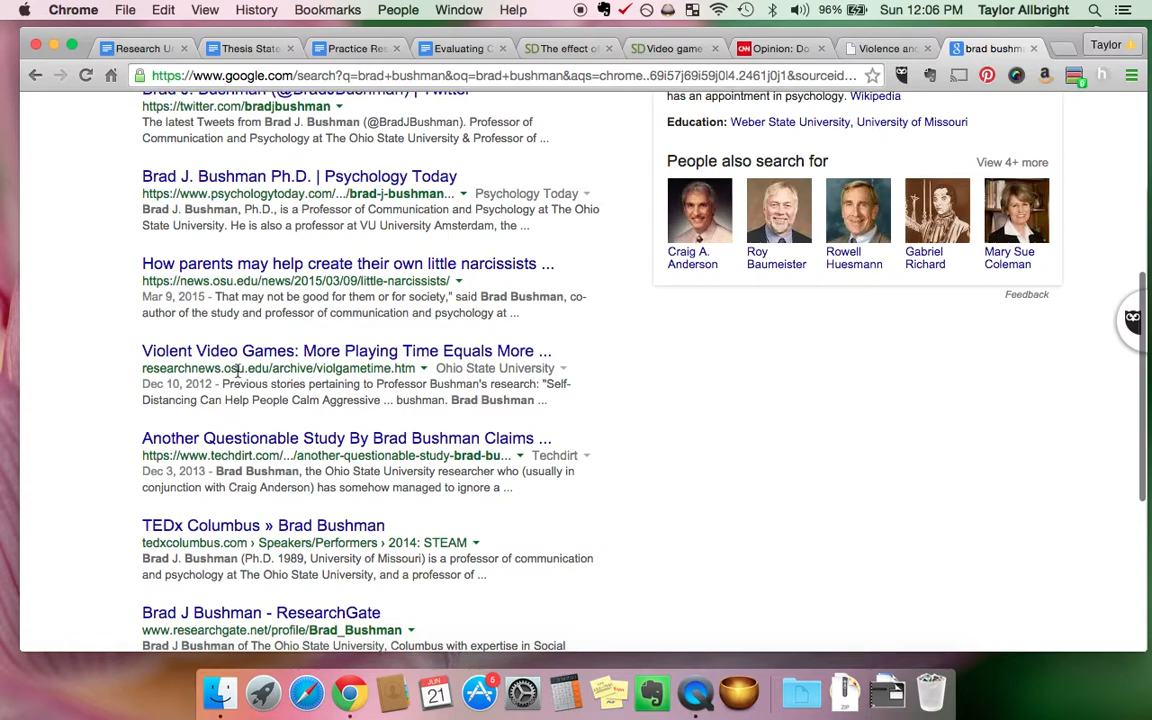 Chrome File Edit View History Bookmarks People Window Help 96% Sun 12:06 PM Taylor Allbright
Research U Thesis State Practice Res Evaluating C The effect of Video game Opinion: Do Violence and brad bushm Taylor
https://www.google.com/search?q=brad+bushman&oq=brad+bushman&aqs=chrome..69i57j69i59j0l4.2461j0j1&sourceid...
Brad J. Bushman (@BradJBushman) | Twitter
https://twitter.com/bradjbushman
The latest Tweets from Brad J. Bushman (@BradJBushman). Professor of
Communication and Psychology at The Ohio State University & Professor of ...
Brad J. Bushman Ph.D. | Psychology Today
https://www.psychologytoday.com/.../brad-j-bushman... Psychology Today
Brad J. Bushman, Ph.D., is a Professor of Communication and Psychology at The Ohio
State University. He is also a professor at VU University Amsterdam, the ...
How parents may help create their own little narcissists ...
https://news.osu.edu/news/2015/03/09/little-narcissists/
Mar 9, 2015 - That may not be good for them or for society," said Brad Bushman, co-
author of the study and professor of communication and psychology at ...
Violent Video Games: More Playing Time Equals More ...
researchnews.osu.edu/archive/violgametime.htm Ohio State University
Dec 10, 2012 - Previous stories pertaining to Professor Bushman's research: "Self-
Distancing Can Help People Calm Aggressive ... bushman. Brad Bushman ...
Another Questionable Study By Brad Bushman Claims ...
https://www.techdirt.com/.../another-questionable-study-brad-bu... Techdirt
Dec 3, 2013 - Brad Bushman, the Ohio State University researcher who (usually in
conjunction with Craig Anderson) has somehow managed to ignore a ...
TEDx Columbus » Brad Bushman
tedxcolumbus.com › Speakers/Performers › 2014: STEAM
Brad J. Bushman (Ph.D. 1989, University of Missouri) is a professor of communication
and psychology at The Ohio State University, and a professor of ...
Brad J Bushman - ResearchGate
www.researchgate.net/profile/Brad_Bushman
Brad J Bushman of The Ohio State University, Columbus with expertise in Social
has an appointment in psychology. Wikipedia
Education: Weber State University, University of Missouri
People also search for View 4+ more
Craig A. Anderson
Roy Baumeister
Rowell Huesmann
Gabriel Richard
Mary Sue Coleman
Feedback
JUN
21
5
ZIP